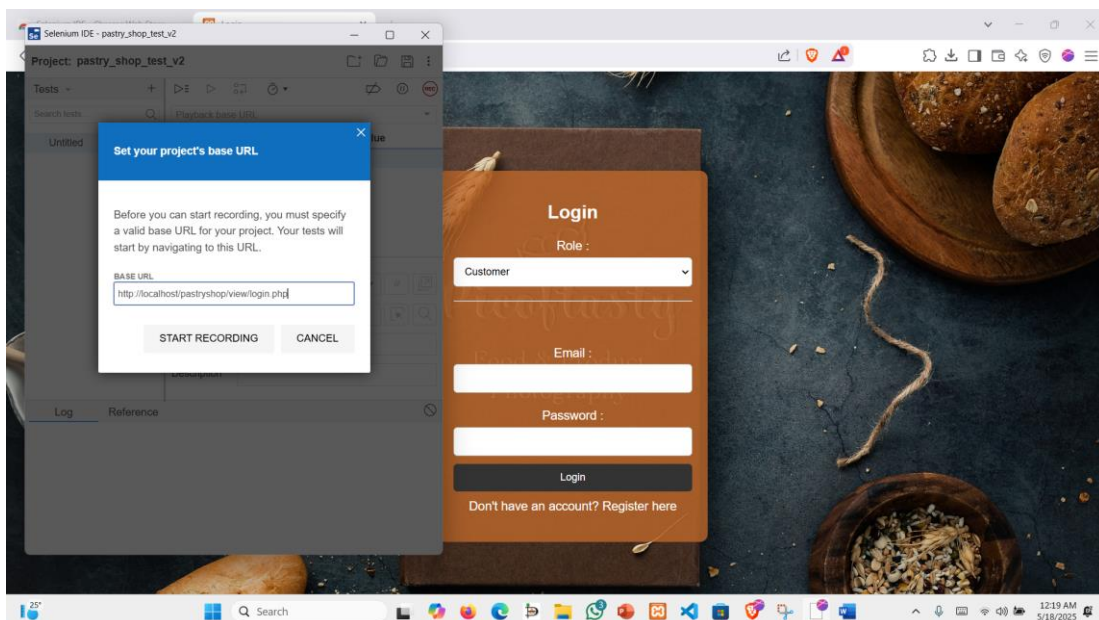 Selenium IDE - pastry_shop_test_v2
Project: pastry_shop_test_v2
Tests
Search tests...
Playback base URL
Untitled
Set your project's base URL
Before you can start recording, you must specify
a valid base URL for your project. Your tests will
start by navigating to this URL.
BASE URL
http://localhost/pastryshop/view/login.php
START RECORDING
CANCEL
Description
Log
Reference
REC
Login
Role :
Customer
Email :
Password :
Login
Don't have an account? Register here
25°
Search
12:19 AM
5/18/2025